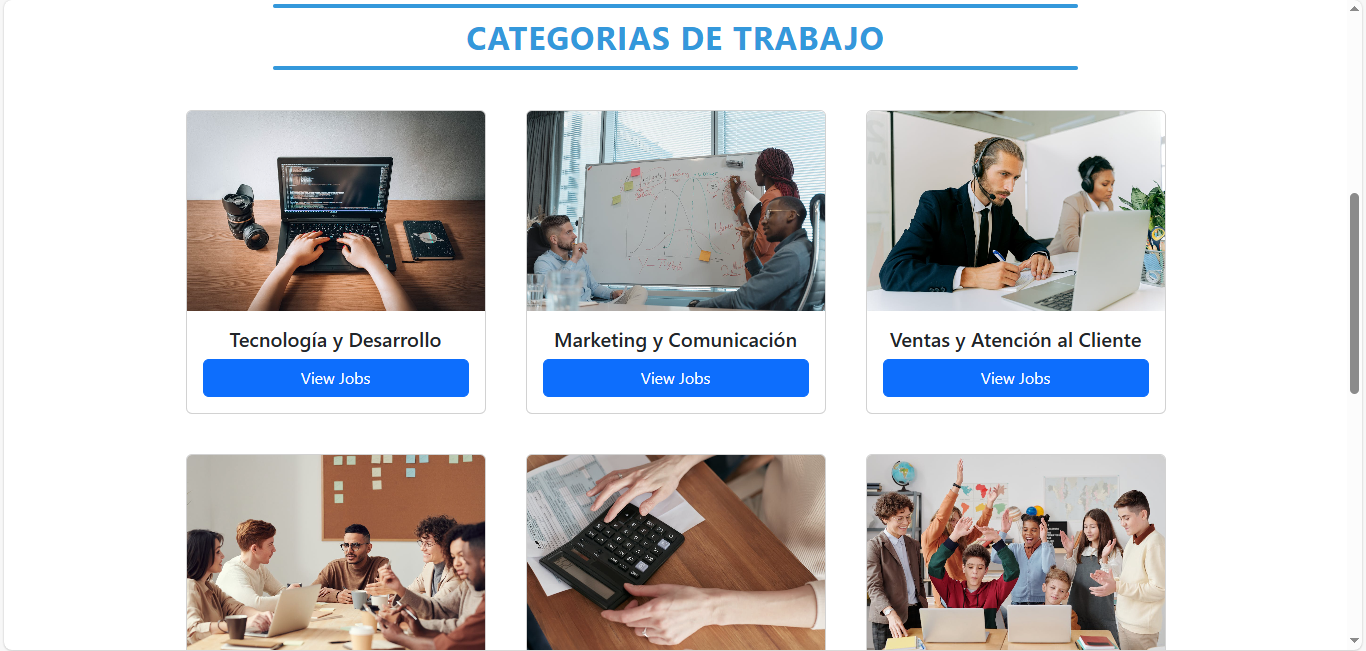 CATEGORIAS DE TRABAJO
Tecnología y Desarrollo
Marketing y Comunicación
Ventas y Atención al Cliente
View Jobs
View Jobs
View Jobs